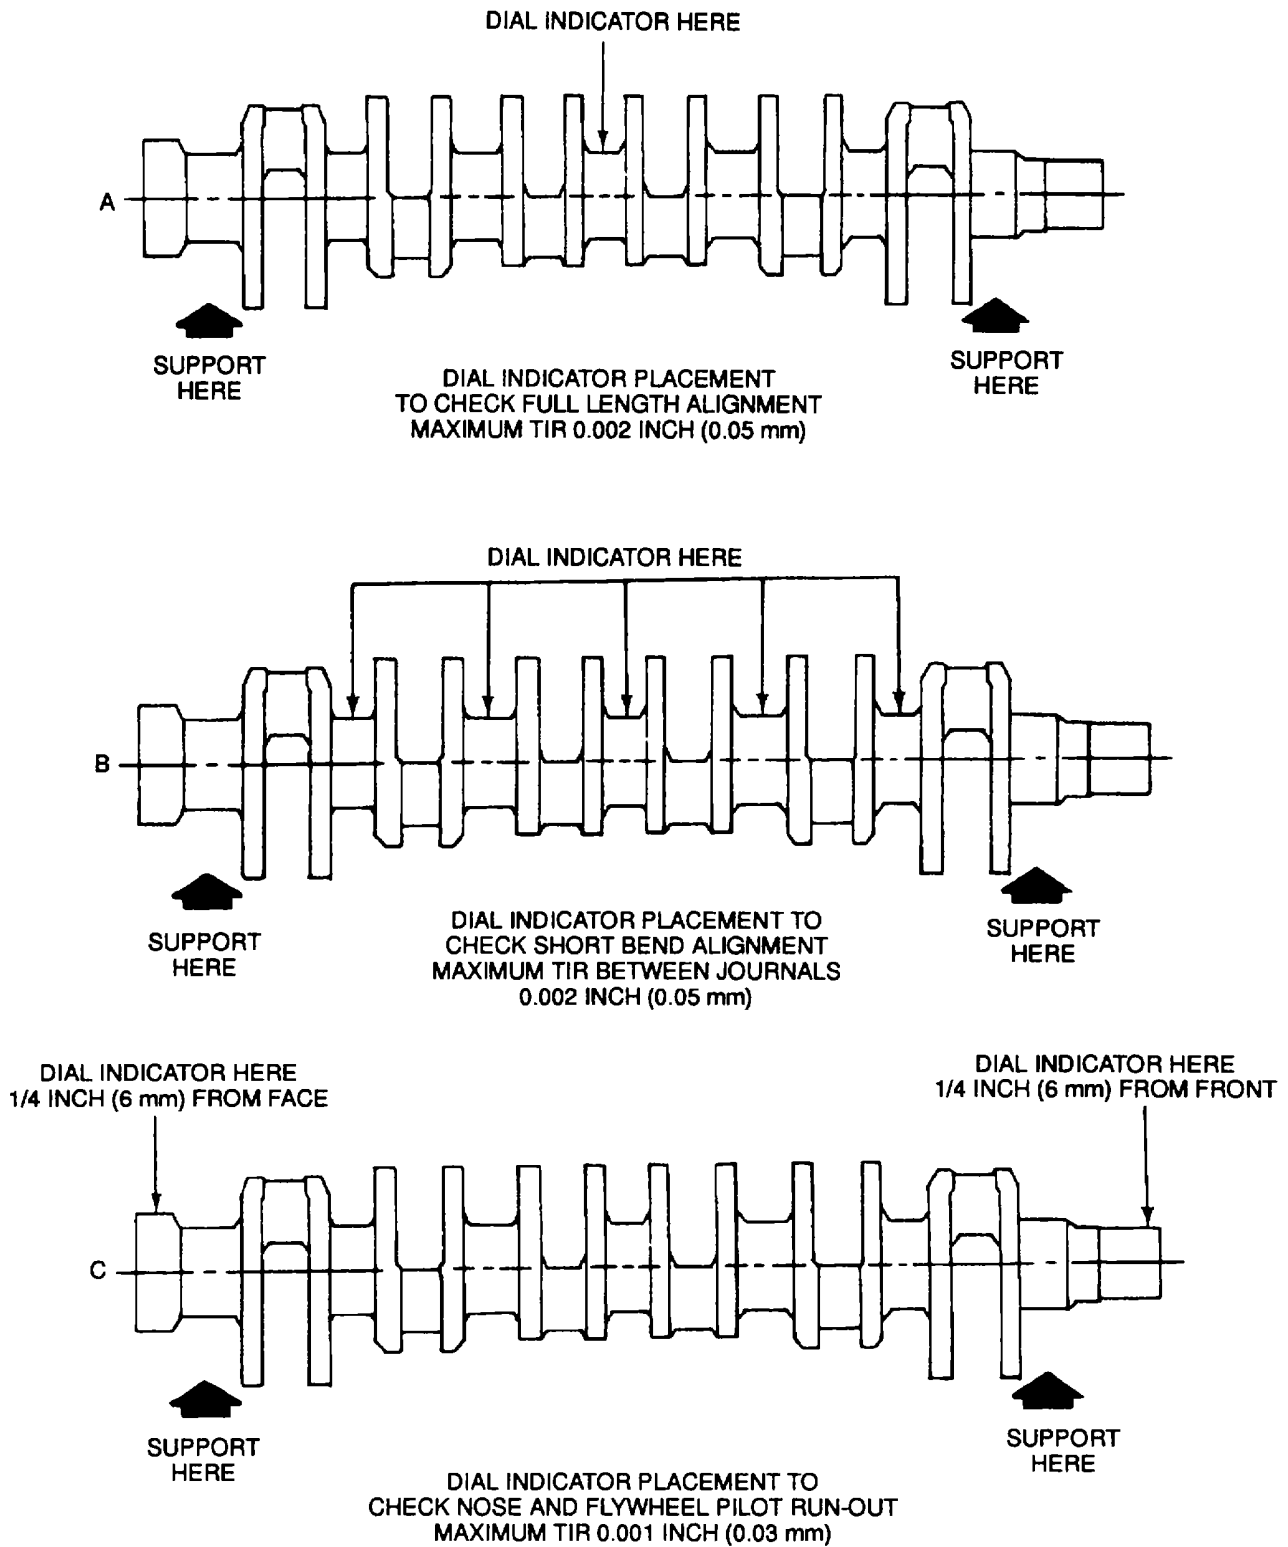 DIAL INDICATOR HERE
A
SUPPORT
HERE
SUPPORT
HERE
DIAL INDICATOR PLACEMENT
TO CHECK FULL LENGTH ALIGNMENT
MAXIMUM TIR 0.002 INCH (0.05 mm)
DIAL INDICATOR HERE
B
SUPPORT
HERE
SUPPORT
HERE
DIAL INDICATOR PLACEMENT TO
CHECK SHORT BEND ALIGNMENT
MAXIMUM TIR BETWEEN JOURNALS
0.002 INCH (0.05 mm)
DIAL INDICATOR HERE
1/4 INCH (6 mm) FROM FACE
DIAL INDICATOR HERE
1/4 INCH (6 mm) FROM FRONT
C
SUPPORT
HERE
SUPPORT
HERE
DIAL INDICATOR PLACEMENT TO
CHECK NOSE AND FLYWHEEL PILOT RUN-OUT
MAXIMUM TIR 0.001 INCH (0.03 mm)